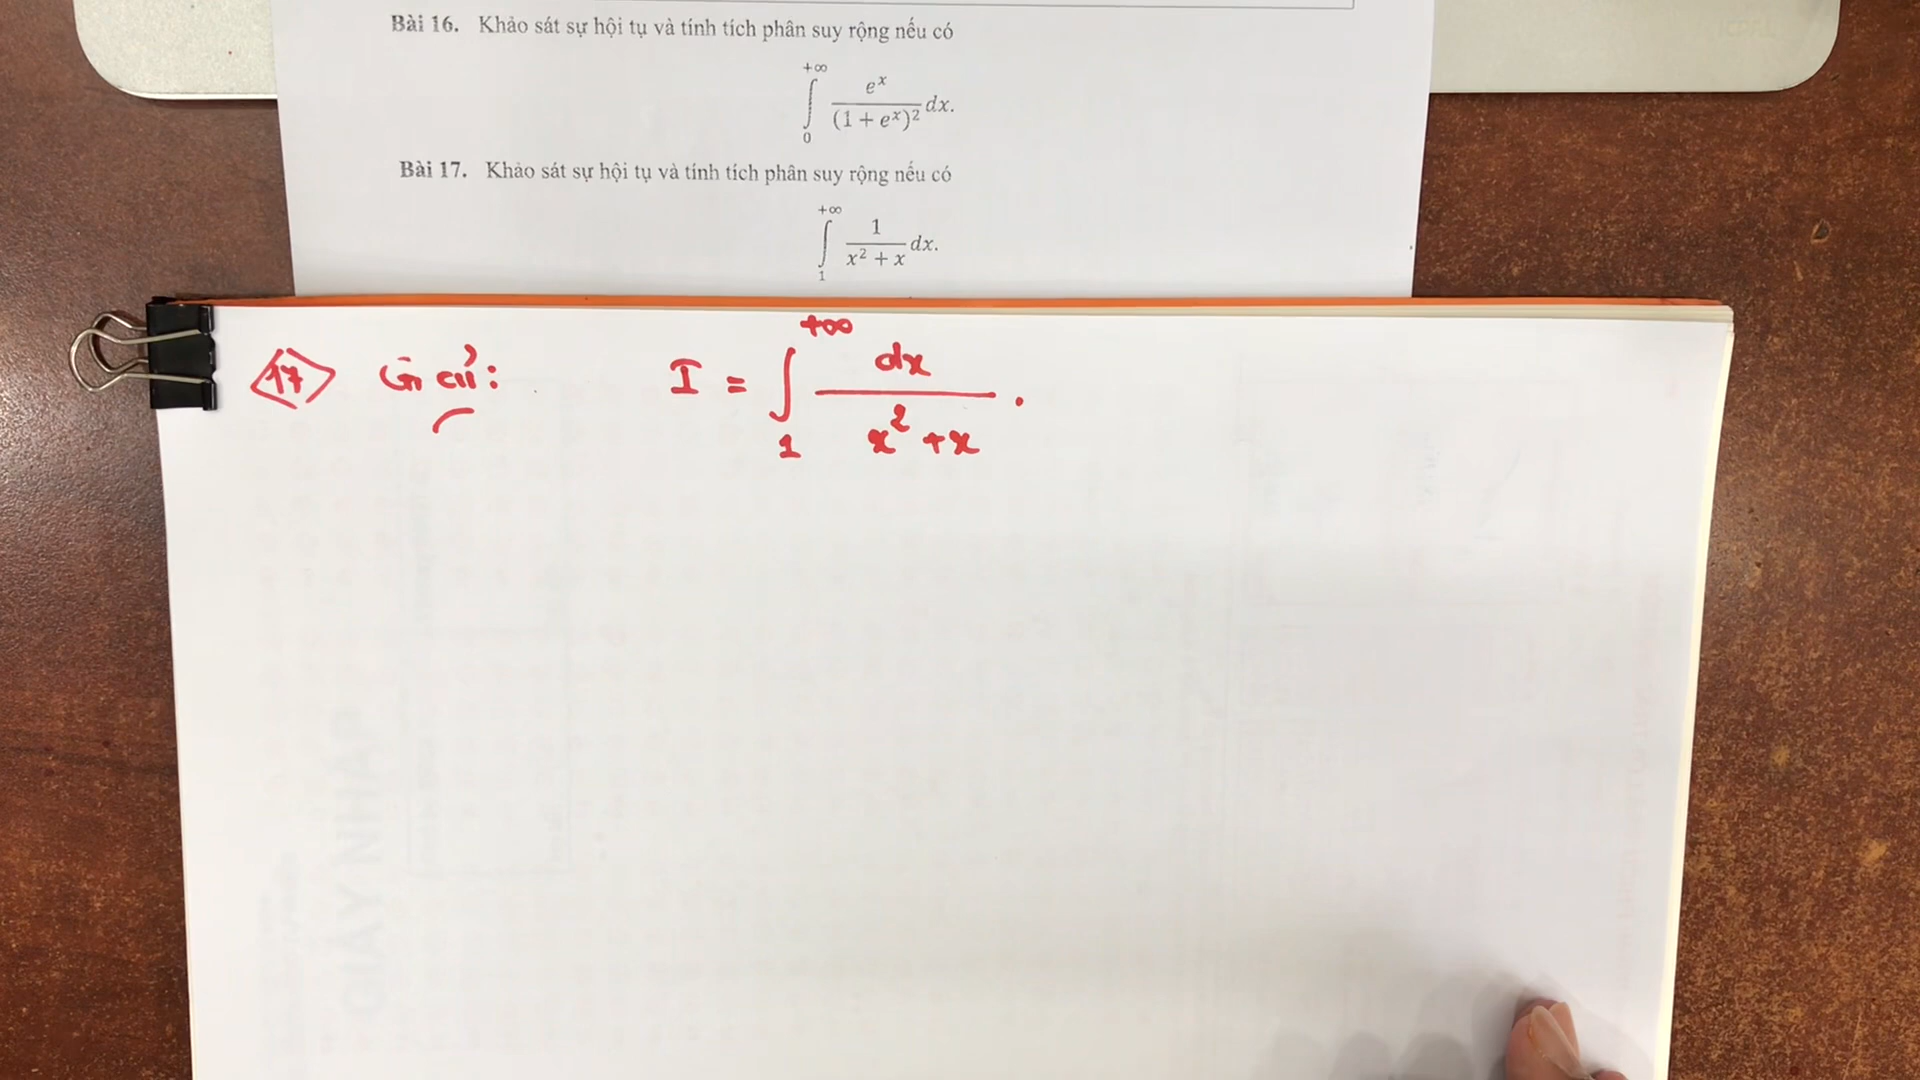 Bài 16. Khảo sát sự hội tụ và tính tích phân suy rộng nếu có
∫₀^{+∞} eˣ/(1 + eˣ)² dx.
Bài 17. Khảo sát sự hội tụ và tính tích phân suy rộng nếu có
∫₁^{+∞} 1/(x² + x) dx.
17 Giải: I = ∫₁^{+∞} dx/(x² + x) .